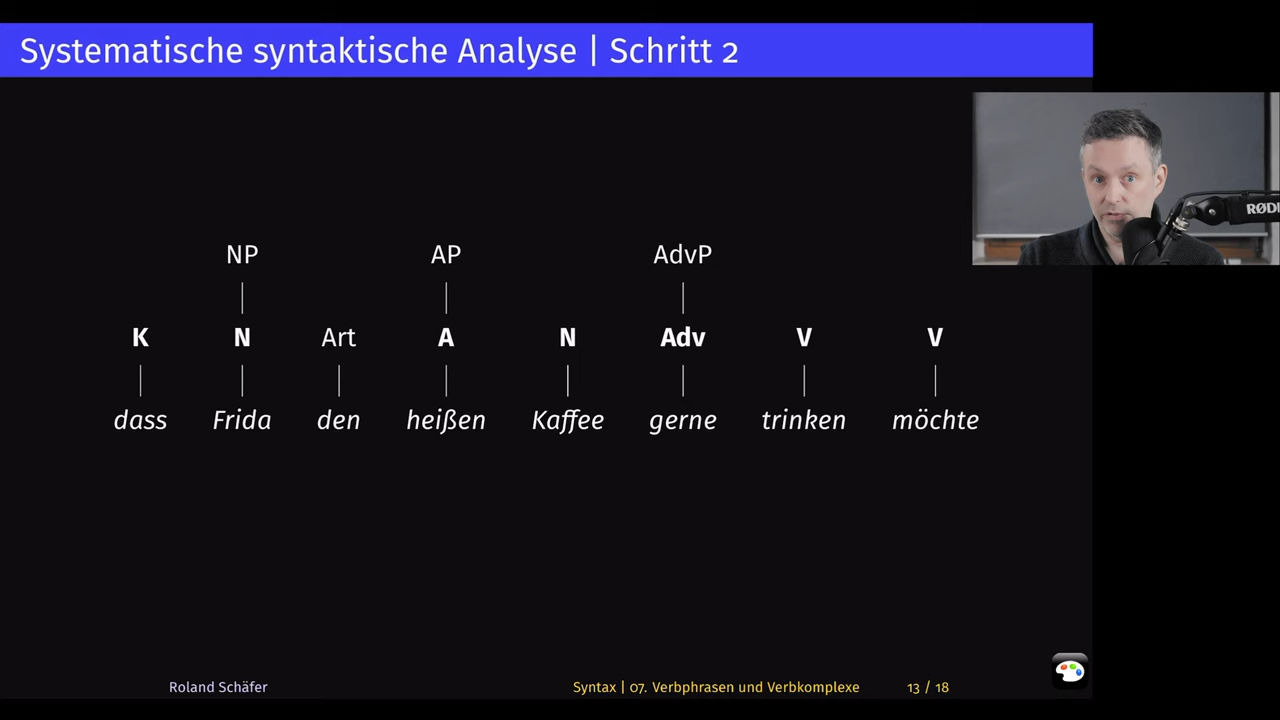 Systematische syntaktische Analyse | Schritt 2
RØDE
NP AP AdvP
K N Art A N Adv V V
dass Frida den heißen Kaffee gerne trinken möchte
Roland Schäfer Syntax | 07. Verbphrasen und Verbkomplexe 13 / 18